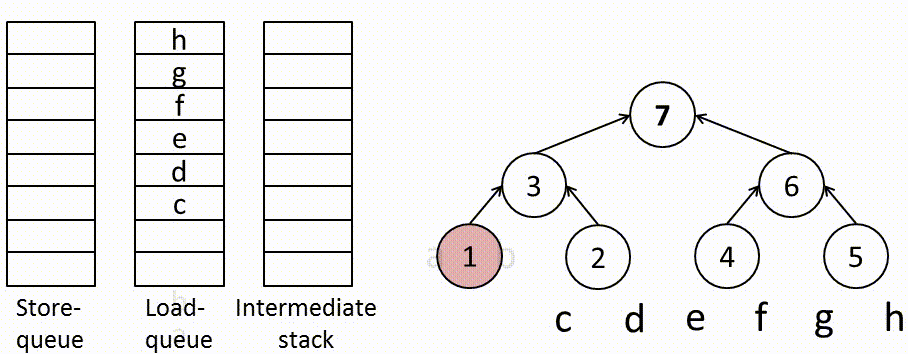 h
g
f
e
d
c
Store-
queue
Load-
queue
Intermediate
stack
7
3
6
1
2
4
5
c d e f g h